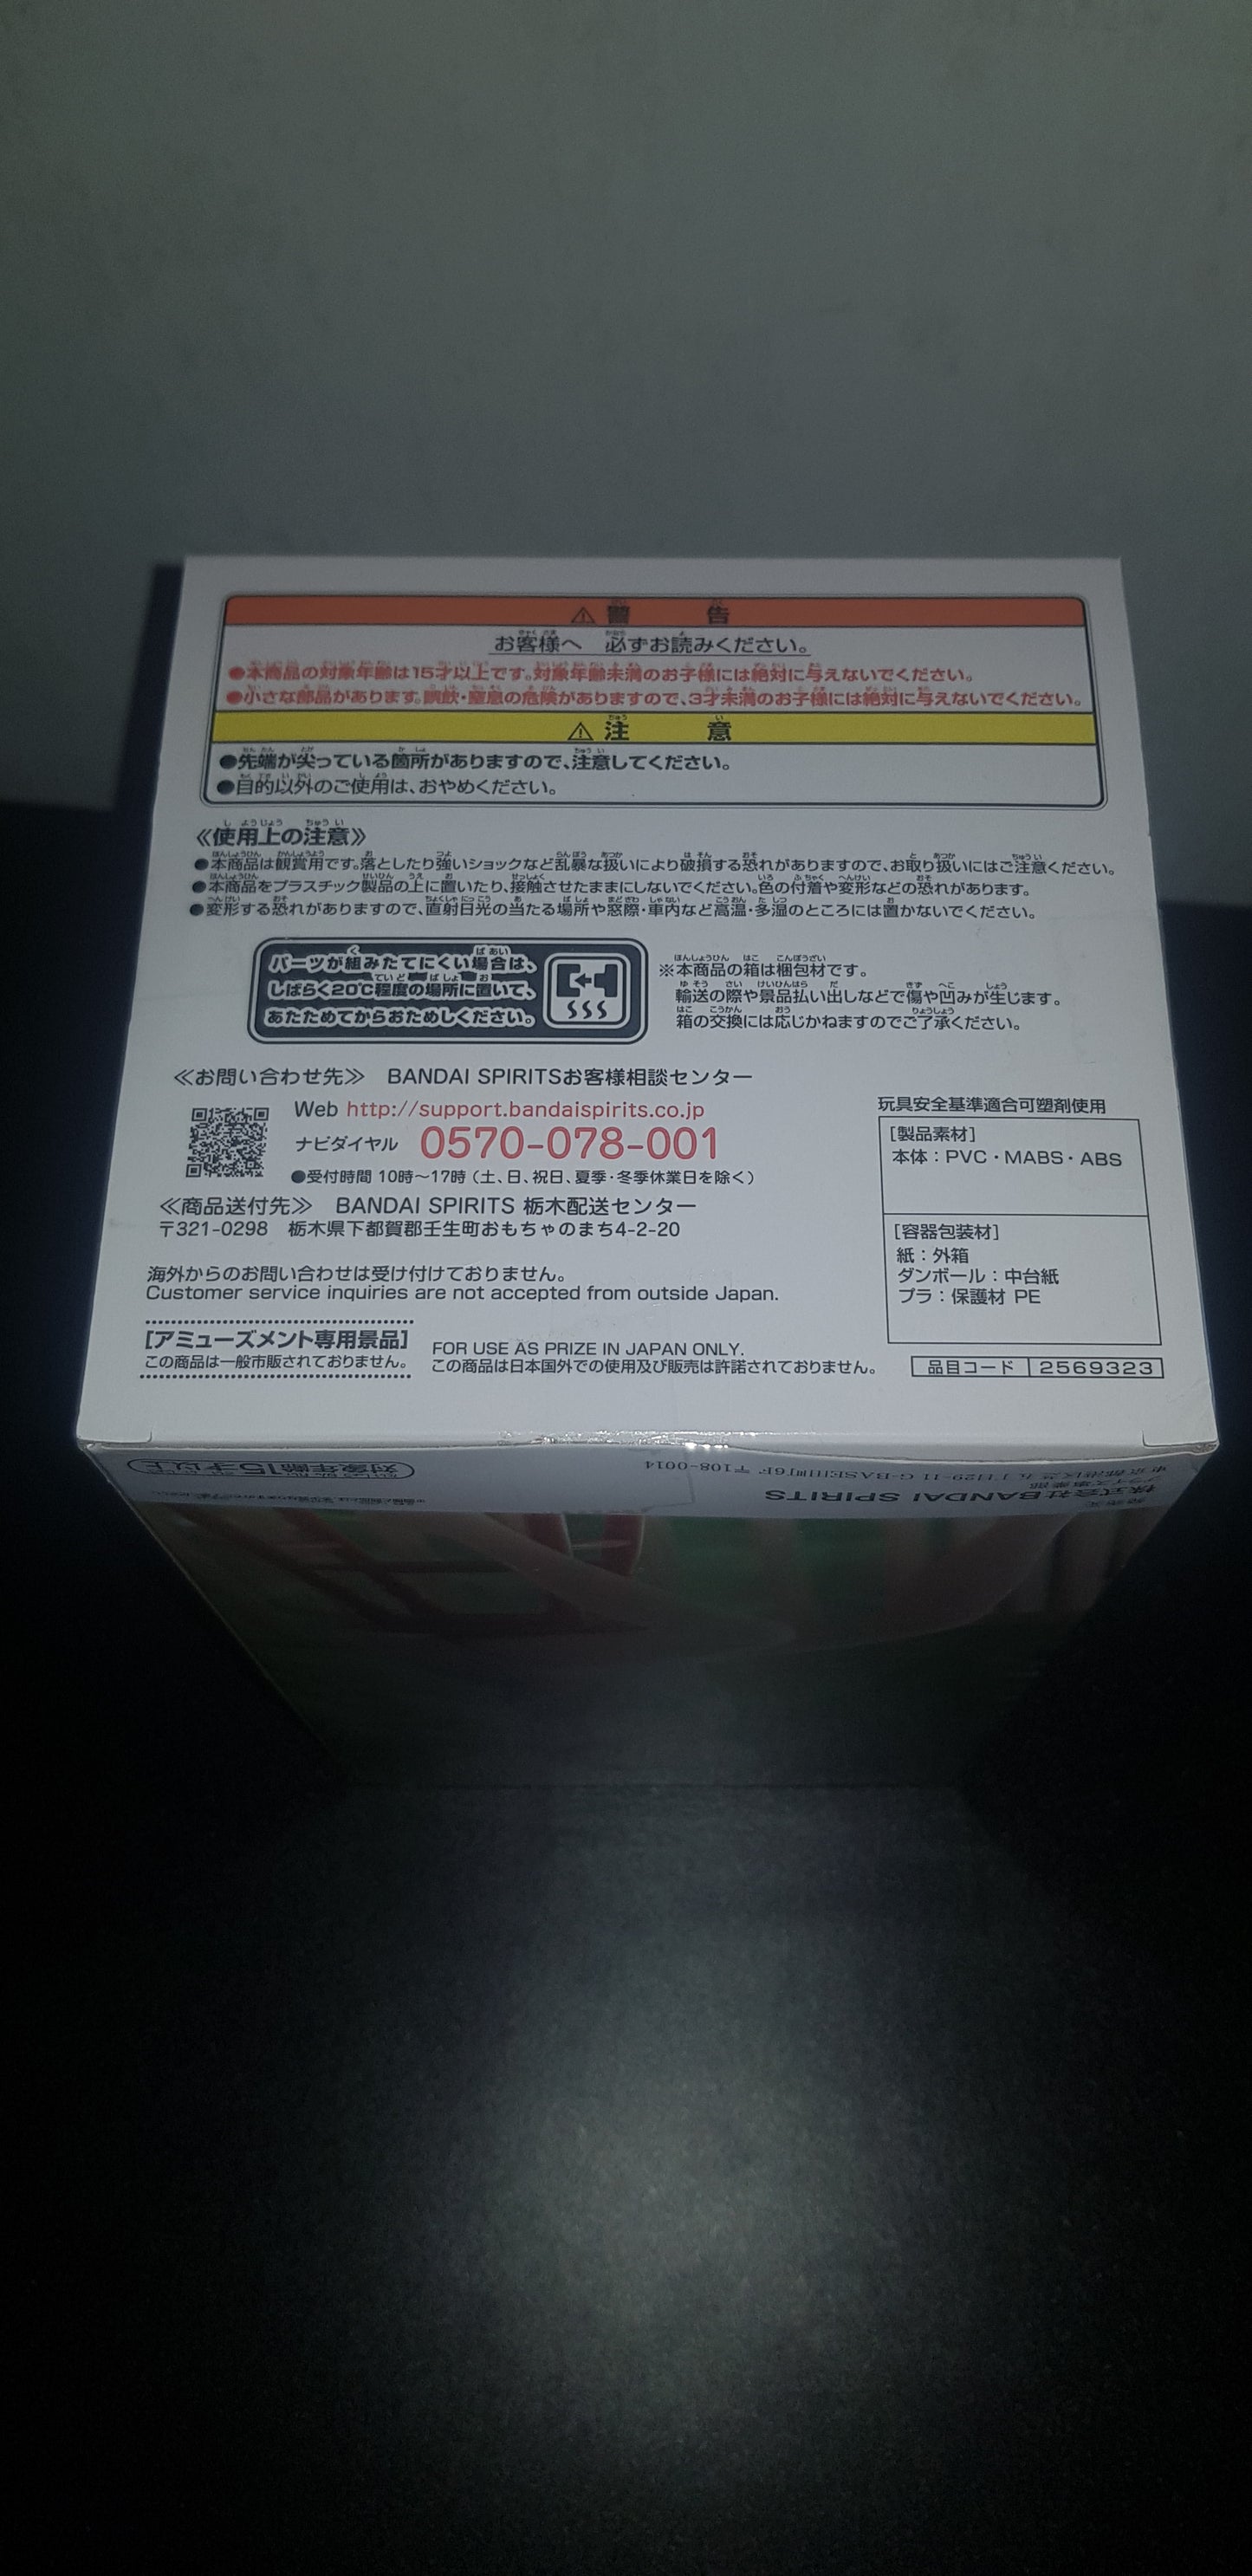 ⚠ 警告
お客様へ 必ずお読みください。
●本商品の対象年齢は15才以上です。対象年齢未満のお子様には絶対に与えないでください。
●小さな部品があります。誤飲・窒息の危険がありますので、3才未満のお子様には絶対に与えないでください。
⚠ 注意
●先端が尖っている箇所がありますので、注意してください。
●目的以外のご使用は、おやめください。
《使用上の注意》
●本商品は観賞用です。落としたり強いショックなど乱暴な扱いにより破損する恐れがありますので、お取り扱いにはご注意ください。
●本商品をプラスチック製品の上に置いたり、接触させたままにしないでください。色の付着や変形などの恐れがあります。
●変形する恐れがありますので、直射日光の当たる場所や窓際・車内など高温・多湿のところには置かないでください。
パーツが組みたてにくい場合は、
しばらく20℃程度の場所に置いて、
あたためてからおためしください。
※本商品の箱は梱包材です。
輸送の際や景品払い出しなどで傷や凹みが生じます。
箱の交換には応じかねますのでご了承ください。
≪お問い合わせ先≫ BANDAI SPIRITSお客様相談センター
Web http://support.bandaispirits.co.jp
ナビダイヤル 0570-078-001
●受付時間 10時〜17時（土、日、祝日、夏季・冬季休業日を除く）
≪商品送付先≫ BANDAI SPIRITS 栃木配送センター
〒321-0298 栃木県下都賀郡壬生町おもちゃのまち4-2-20
海外からのお問い合わせは受け付けておりません。
Customer service inquiries are not accepted from outside Japan.
玩具安全基準適合可塑剤使用
[製品素材]
本体：PVC・MABS・ABS
[容器包装材]
紙：外箱
ダンボール：中台紙
プラ：保護材 PE
[アミューズメント専用景品]
この商品は一般市販されておりません。
FOR USE AS PRIZE IN JAPAN ONLY.
この商品は日本国外での使用及び販売は許諾されておりません。
品目コード 2569323
対象年齢15才以上
株式会社BANDAI SPIRITS
〒108-0014